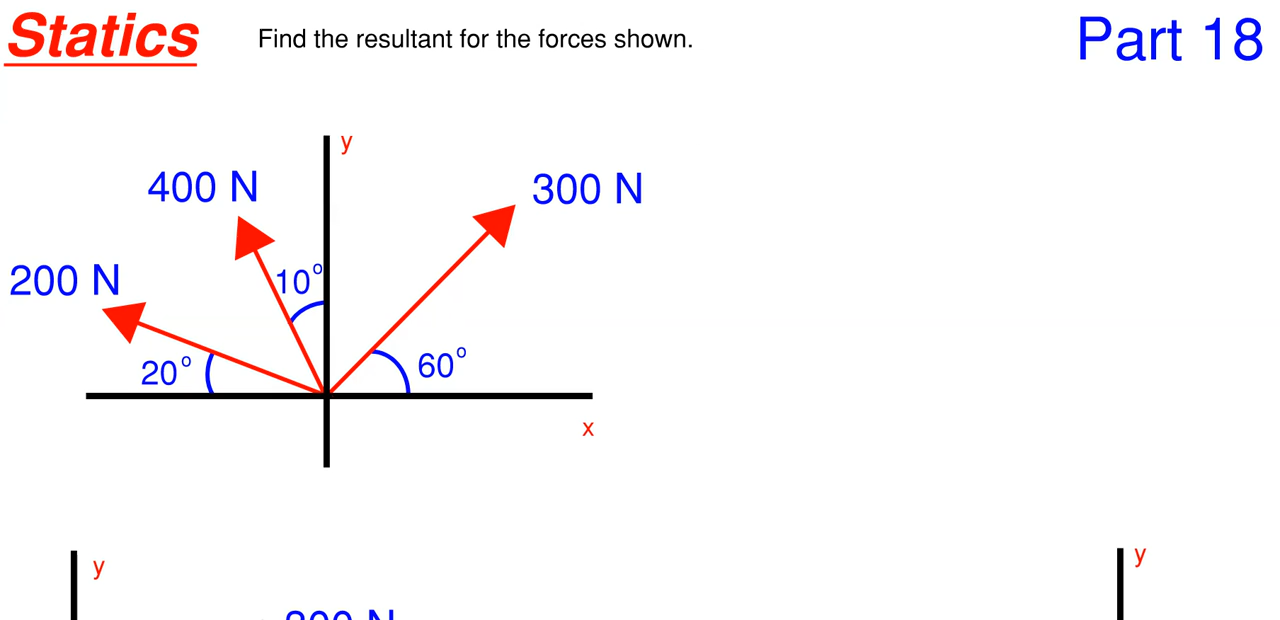 Statics
Find the resultant for the forces shown.
Part 18
y
400 N
300 N
10°
200 N
20°
60°
x
y
y